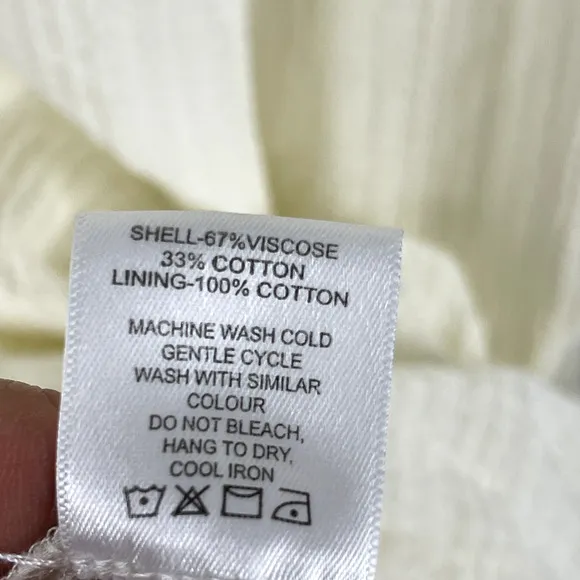 SHELL-67%VISCOSE
33% COTTON
LINING-100% COTTON
MACHINE WASH COLD
GENTLE CYCLE
WASH WITH SIMILAR
COLOUR
DO NOT BLEACH,
HANG TO DRY,
COOL IRON